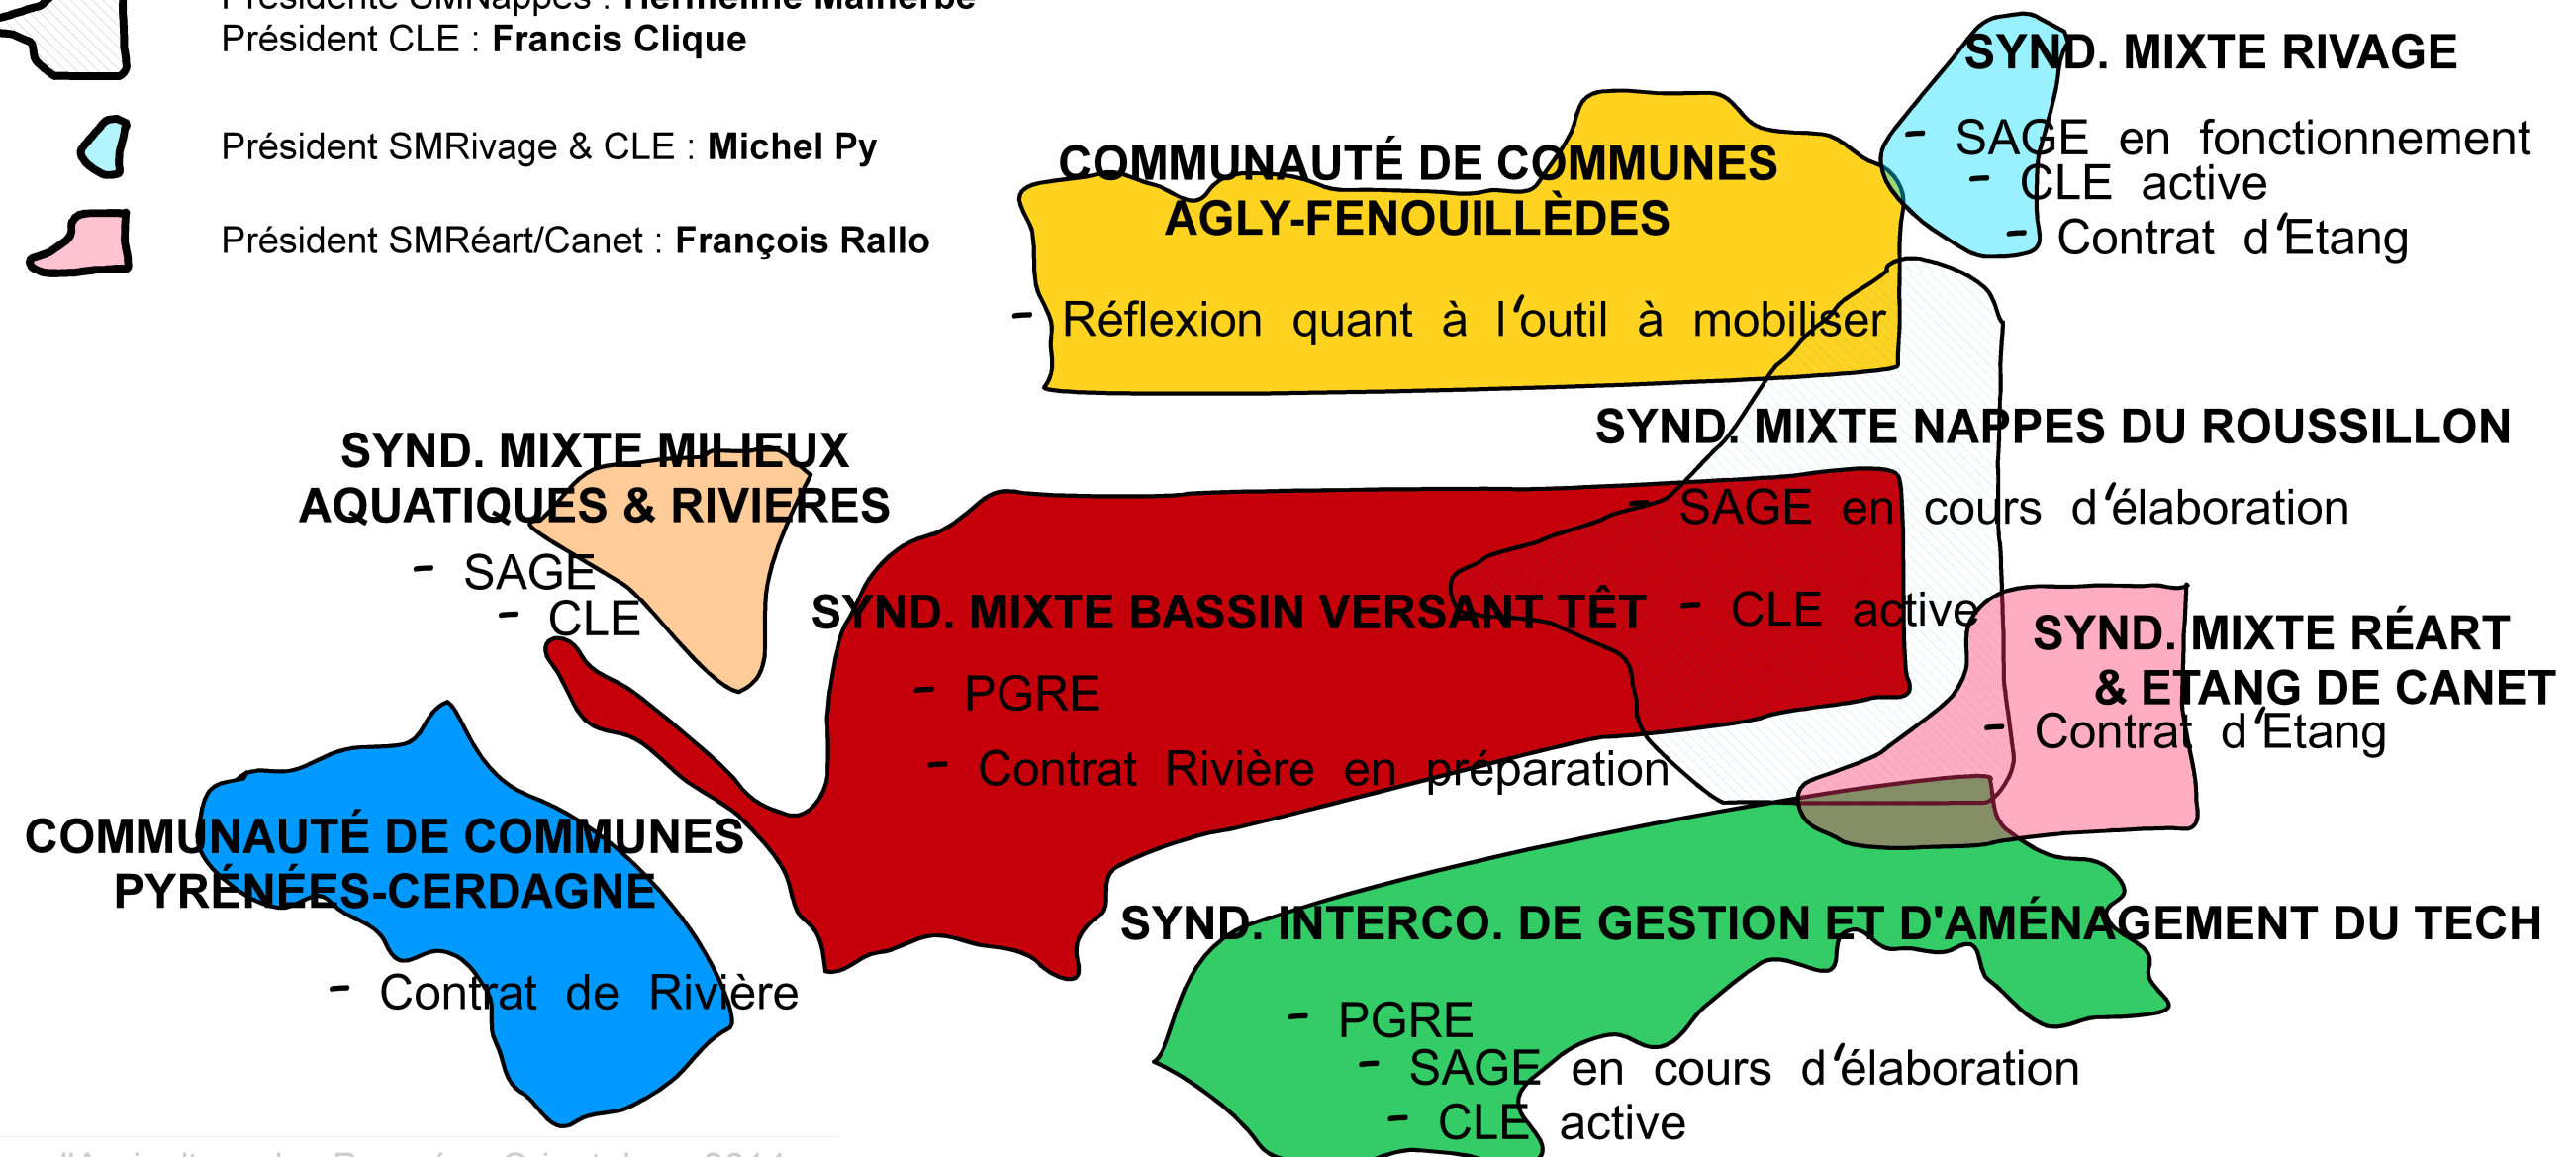 Présidente SMNappes : Hermeline Malherbe
Président CLE : Francis Clique
Président SMRivage & CLE : Michel Py
Président SMRéart/Canet : François Rallo
SYND. MIXTE RIVAGE
- SAGE en fonctionnement
- CLE active
- Contrat d'Etang
COMMUNAUTÉ DE COMMUNES
AGLY-FENOUILLÈDES
- Réflexion quant à l'outil à mobiliser
SYND. MIXTE NAPPES DU ROUSSILLON
- SAGE en cours d'élaboration
- CLE active
SYND. MIXTE MILIEUX
AQUATIQUES & RIVIERES
- SAGE
- CLE
SYND. MIXTE BASSIN VERSANT TÊT
- PGRE
- Contrat Rivière en préparation
SYND. MIXTE RÉART
& ETANG DE CANET
- Contrat d'Etang
COMMUNAUTÉ DE COMMUNES
PYRÉNÉES-CERDAGNE
- Contrat de Rivière
SYND. INTERCO. DE GESTION ET D'AMÉNAGEMENT DU TECH
- PGRE
- SAGE en cours d'élaboration
- CLE active